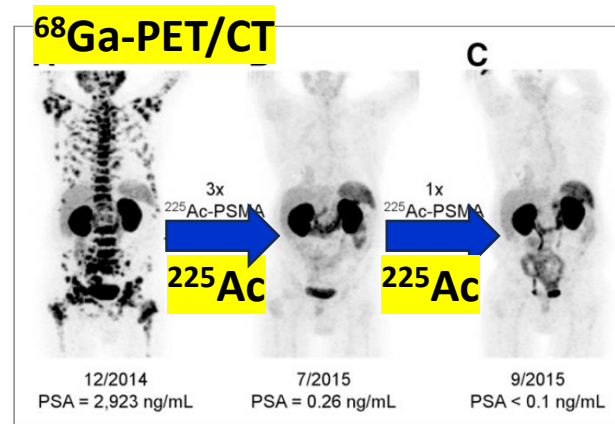 ⁶⁸Ga-PET/CT
C
3x
²²⁵Ac-PSMA
²²⁵Ac
1x
²²⁵Ac-PSMA
²²⁵Ac
12/2014
PSA = 2,923 ng/mL
7/2015
PSA = 0.26 ng/mL
9/2015
PSA < 0.1 ng/mL